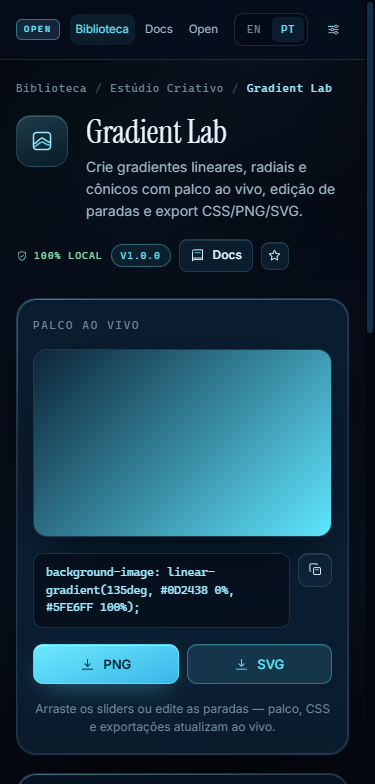 OPEN Biblioteca Docs Open EN PT
Biblioteca / Estúdio Criativo / Gradient Lab
Gradient Lab
Crie gradientes lineares, radiais e
cônicos com palco ao vivo, edição de
paradas e export CSS/PNG/SVG.
100% LOCAL V1.0.0 Docs
PALCO AO VIVO
background-image: linear-
gradient(135deg, #0D2438 0%,
#5FE6FF 100%);
PNG SVG
Arraste os sliders ou edite as paradas — palco, CSS
e exportações atualizam ao vivo.